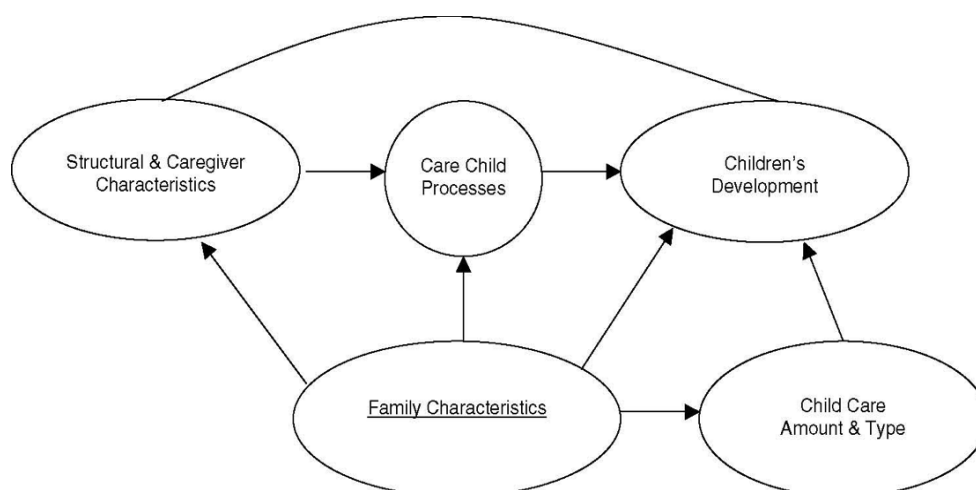 Structural & Caregiver
Characteristics
Care Child
Processes
Children's
Development
Family Characteristics
Child Care
Amount & Type